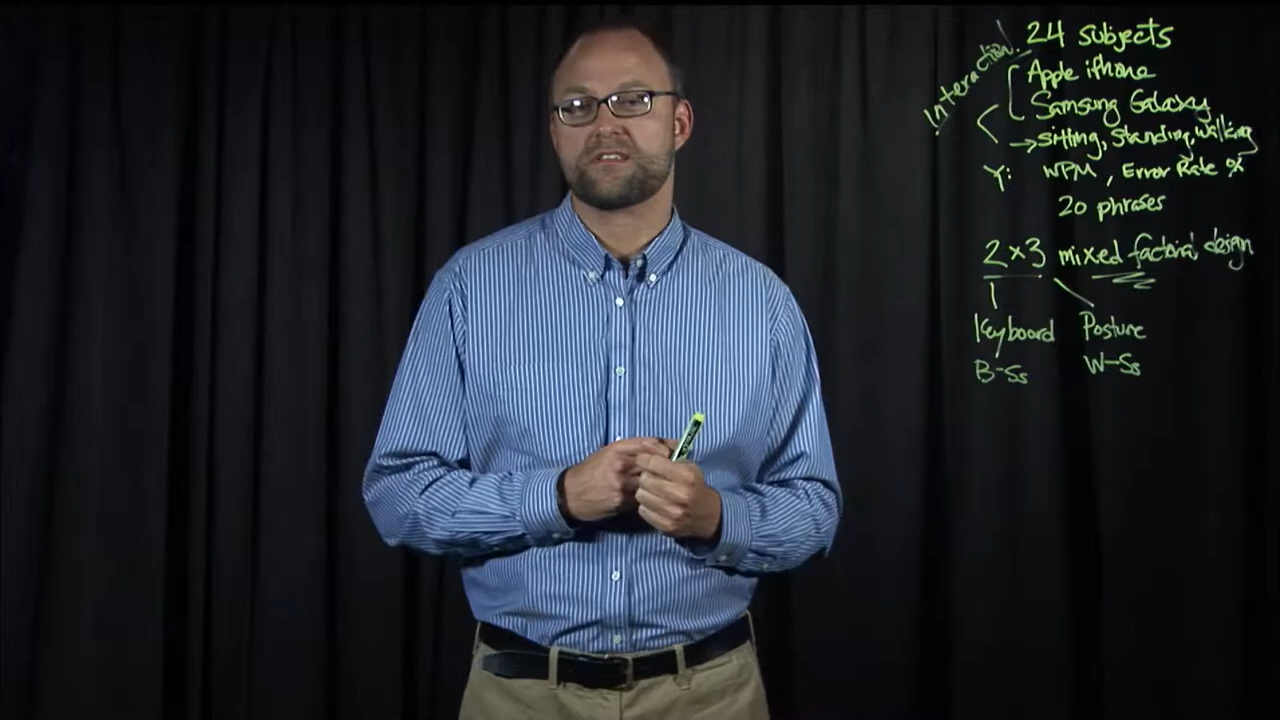 Interaction!
24 subjects
Apple iPhone
Samsung Galaxy
→ sitting, standing, walking
Y: WPM, Error Rate %
20 phrases
2 × 3 mixed factorial design
Keyboard Posture
B-Ss W-Ss